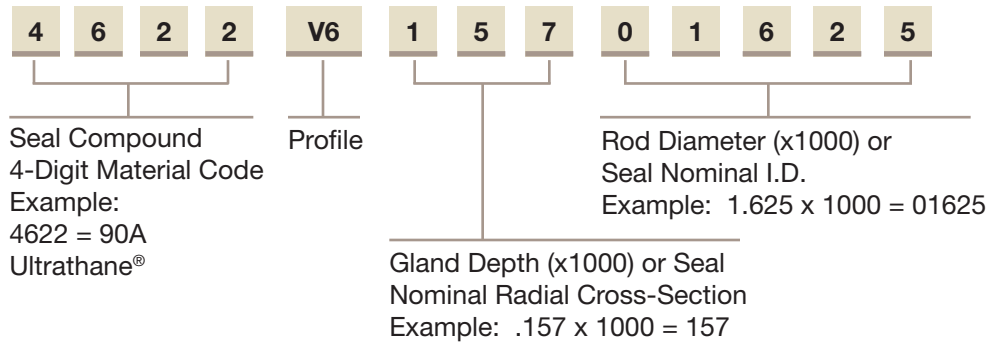 4 6 2 2 V6 1 5 7 0 1 6 2 5
Seal Compound
4-Digit Material Code
Example:
4622 = 90A
Ultrathane®
Profile
Rod Diameter (x1000) or
Seal Nominal I.D.
Example: 1.625 x 1000 = 01625
Gland Depth (x1000) or Seal
Nominal Radial Cross-Section
Example: .157 x 1000 = 157